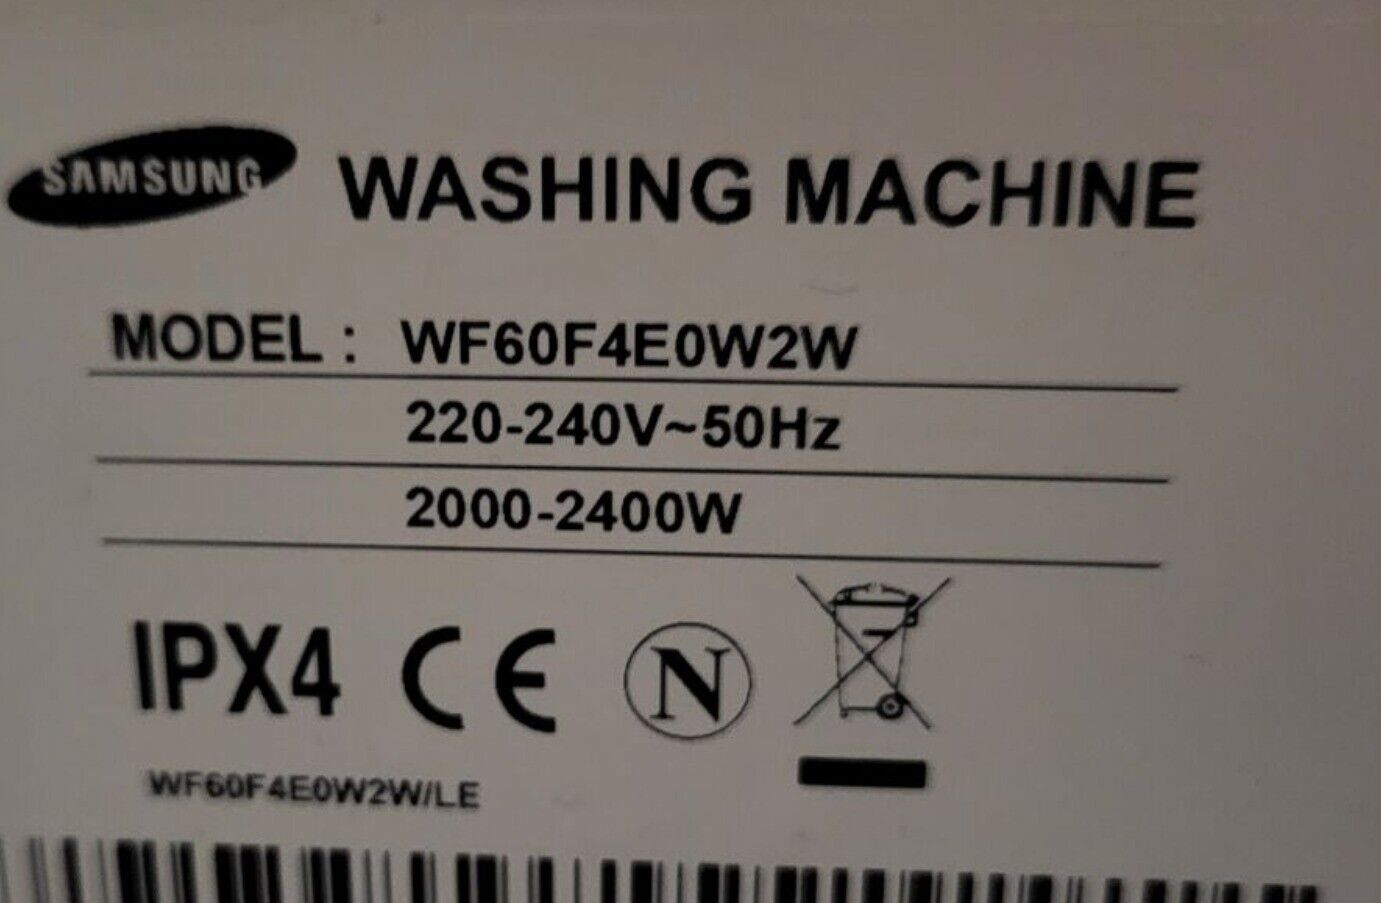 SAMSUNG WASHING MACHINE
MODEL : WF60F4E0W2W
220-240V~50Hz
2000-2400W
IPX4 CE N
WF60F4E0W2W/LE